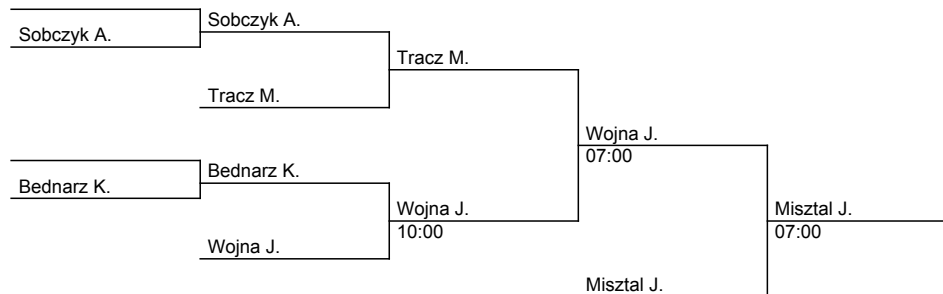 Sobczyk A.
Sobczyk A.
Tracz M.
Tracz M.
Wojna J.
07:00
Bednarz K.
Bednarz K.
Misztal J.
07:00
Wojna J.
10:00
Wojna J.
Misztal J.